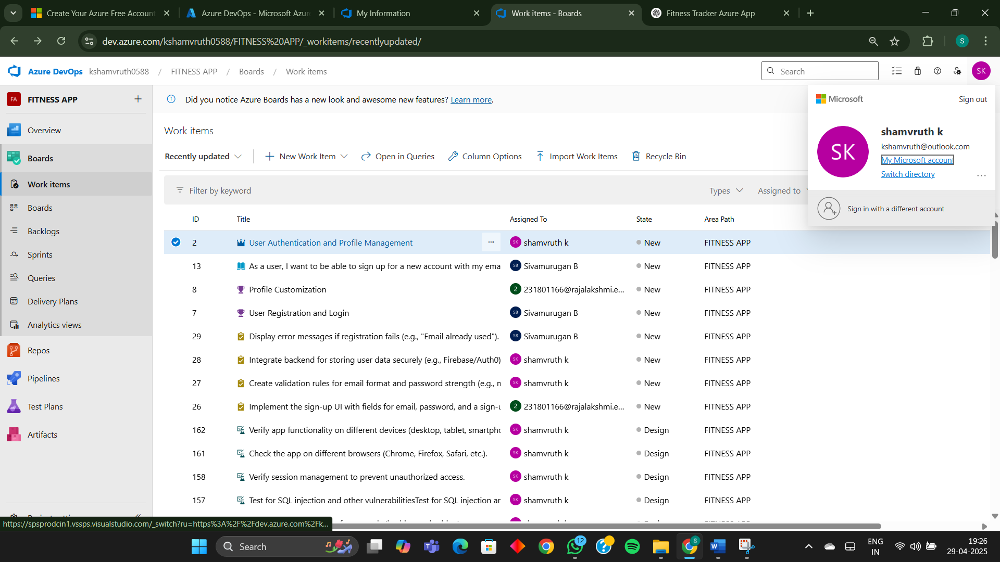 Create Your Azure Free Account
Azure DevOps - Microsoft Azur
My Information
Work items - Boards
Fitness Tracker Azure App
dev.azure.com/kshamvruth0588/FITNESS%20APP/_workitems/recentlyupdated/
S
Azure DevOps kshamvruth0588 / FITNESS APP / Boards / Work items
Search
SK
FA FITNESS APP
Did you notice Azure Boards has a new look and awesome new features? Learn more.
Microsoft
Sign out
Overview
Boards
Work items
Boards
Backlogs
Sprints
Queries
Delivery Plans
Analytics views
Repos
Pipelines
Test Plans
Artifacts
Work items
SK
shamvruth k
kshamvruth@outlook.com
My Microsoft account
Switch directory
Sign in with a different account
Recently updated New Work Item Open in Queries Column Options Import Work Items Recycle Bin
Filter by keyword Types Assigned to
ID Title Assigned To State Area Path
2 User Authentication and Profile Management SK shamvruth k New FITNESS APP
13 As a user, I want to be able to sign up for a new account with my ema SB Sivamurugan B New FITNESS APP
8 Profile Customization 2 231801166@rajalakshmi.e... New FITNESS APP
7 User Registration and Login SB Sivamurugan B New FITNESS APP
29 Display error messages if registration fails (e.g., "Email already used"). SB Sivamurugan B New FITNESS APP
28 Integrate backend for storing user data securely (e.g., Firebase/Auth0) SK shamvruth k New FITNESS APP
27 Create validation rules for email format and password strength (e.g., SK shamvruth k New FITNESS APP
26 Implement the sign-up UI with fields for email, password, and a sign-u 2 231801166@rajalakshmi.e... New FITNESS APP
162 Verify app functionality on different devices (desktop, tablet, smartpho SK shamvruth k Design FITNESS APP
161 Check the app on different browsers (Chrome, Firefox, Safari, etc.). SK shamvruth k Design FITNESS APP
158 Verify session management to prevent unauthorized access. SK shamvruth k Design FITNESS APP
157 Test for SQL injection and other vulnerabilitiesTest for SQL injection ar SK shamvruth k Design FITNESS APP
https://spsprodcin1.vssps.visualstudio.com/_switch?ru=https%3A%2F%2Fdev.azure.com%2Fk...
Search
12
S
ENG
IN
19:26
29-04-2025